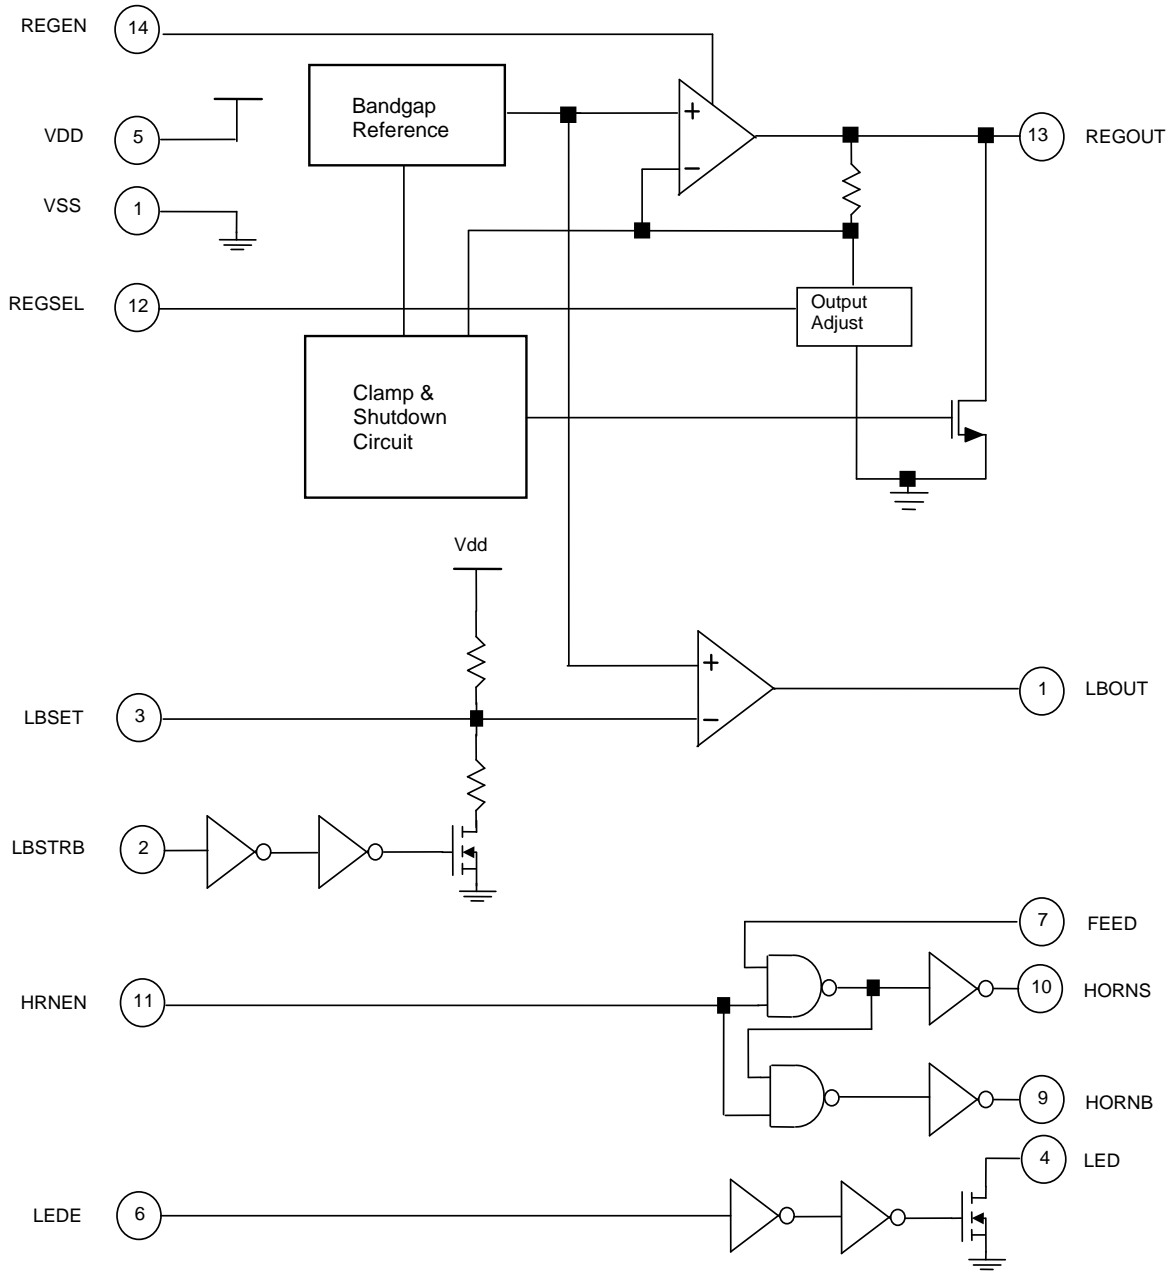 REGEN 14
Bandgap
Reference
+
−
VDD 5
13 REGOUT
VSS 1
REGSEL 12
Output
Adjust
Clamp &
Shutdown
Circuit
Vdd
+
−
1 LBOUT
LBSET 3
LBSTRB 2
7 FEED
HRNEN 11
10 HORNS
9 HORNB
4 LED
LEDE 6